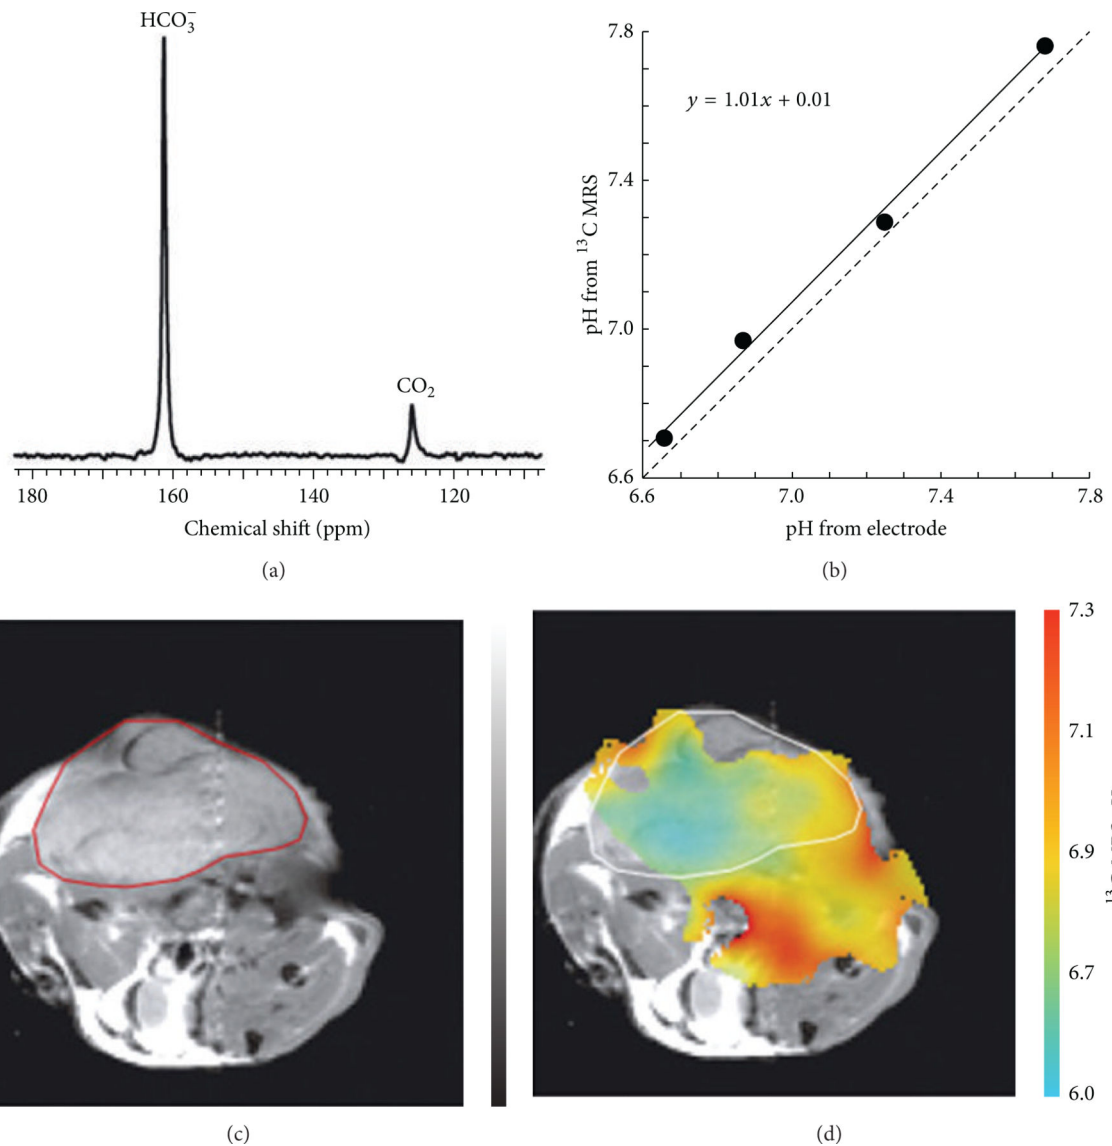 HCO₃⁻
CO₂
180 160 140 120
Chemical shift (ppm)
(a)
7.8
7.4
7.0
6.6
pH from ¹³C MRS
y = 1.01x + 0.01
6.6 7.0 7.4 7.8
pH from electrode
(b)
(c)
7.3
7.1
6.9
6.7
6.0
(d)